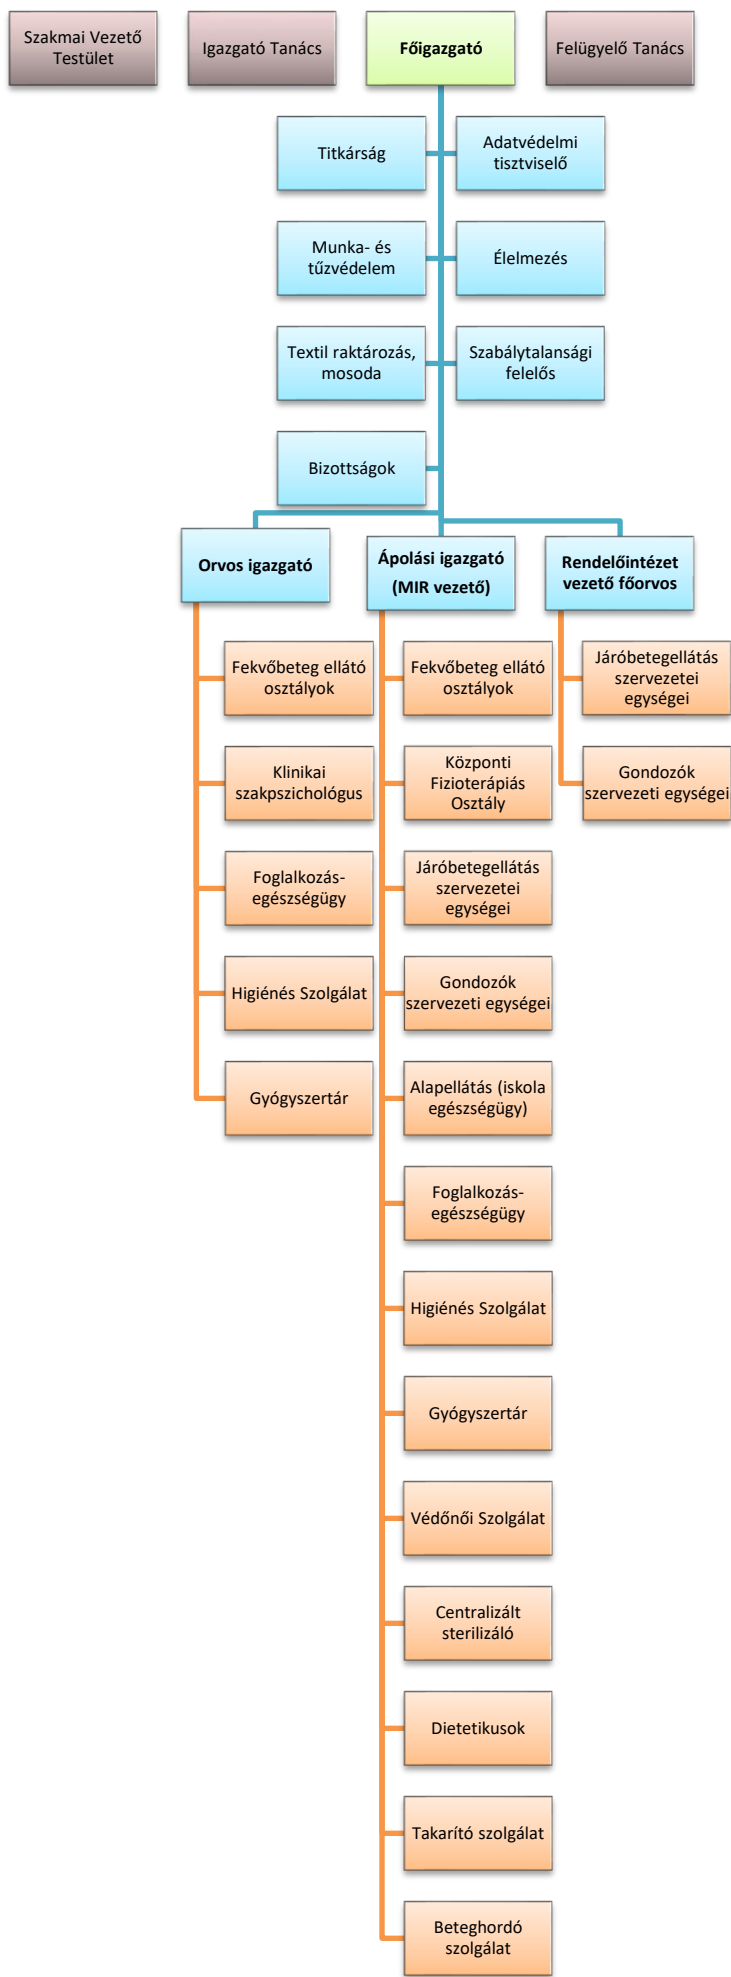 Szakmai Vezető
Testület
Igazgató Tanács
Főigazgató
Felügyelő Tanács
Titkárság
Adatvédelmi
tisztviselő
Munka- és
tűzvédelem
Élelmezés
Textil raktározás,
mosoda
Szabálytalansági
felelős
Bizottságok
Orvos igazgató
Ápolási igazgató
(MIR vezető)
Rendelőintézet
vezető főorvos
Fekvőbeteg ellátó
osztályok
Klinikai
szakpszichológus
Foglalkozás-
egészségügy
Higiénés Szolgálat
Gyógyszertár
Fekvőbeteg ellátó
osztályok
Központi
Fizioterápiás
Osztály
Járóbetegellátás
szervezetei
egységei
Gondozók
szervezeti egységei
Alapellátás (iskola
egészségügy)
Foglalkozás-
egészségügy
Higiénés Szolgálat
Gyógyszertár
Védőnői Szolgálat
Centralizált
sterilizáló
Dietetikusok
Takarító szolgálat
Beteghordó
szolgálat
Járóbetegellátás
szervezetei
egységei
Gondozók
szervezeti egységei